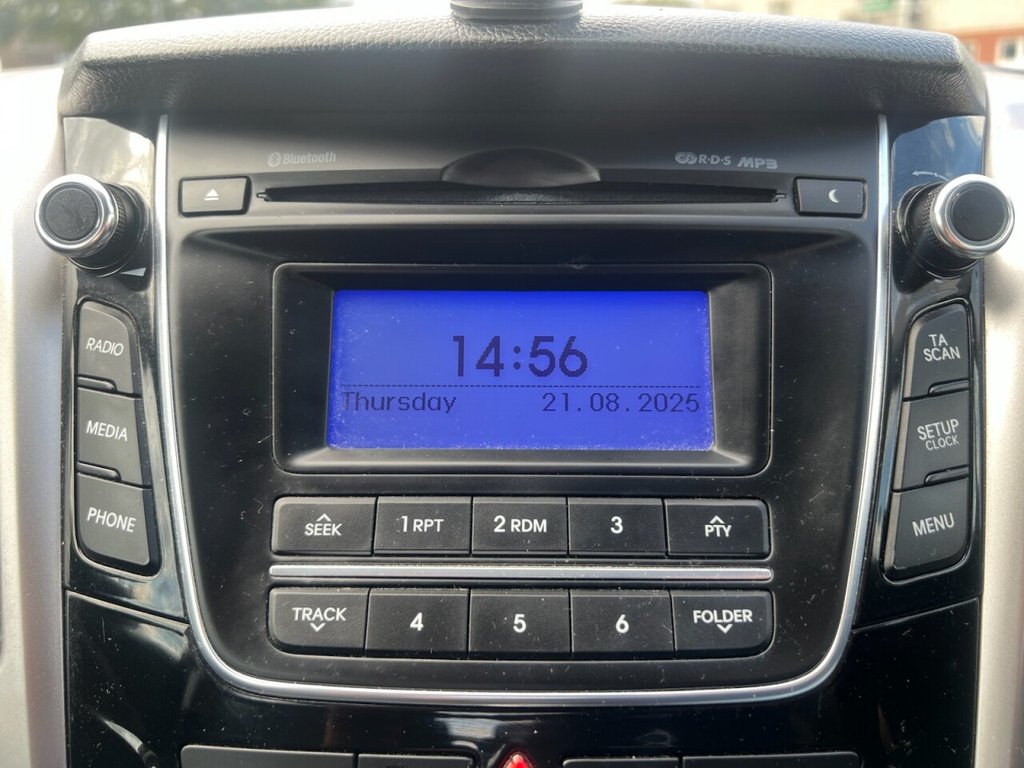 Bluetooth
R·D·S MP3
14:56
Thursday 21.08.2025
RADIO
MEDIA
PHONE
TA
SCAN
SETUP
CLOCK
MENU
SEEK 1 RPT 2 RDM 3 PTY
TRACK 4 5 6 FOLDER